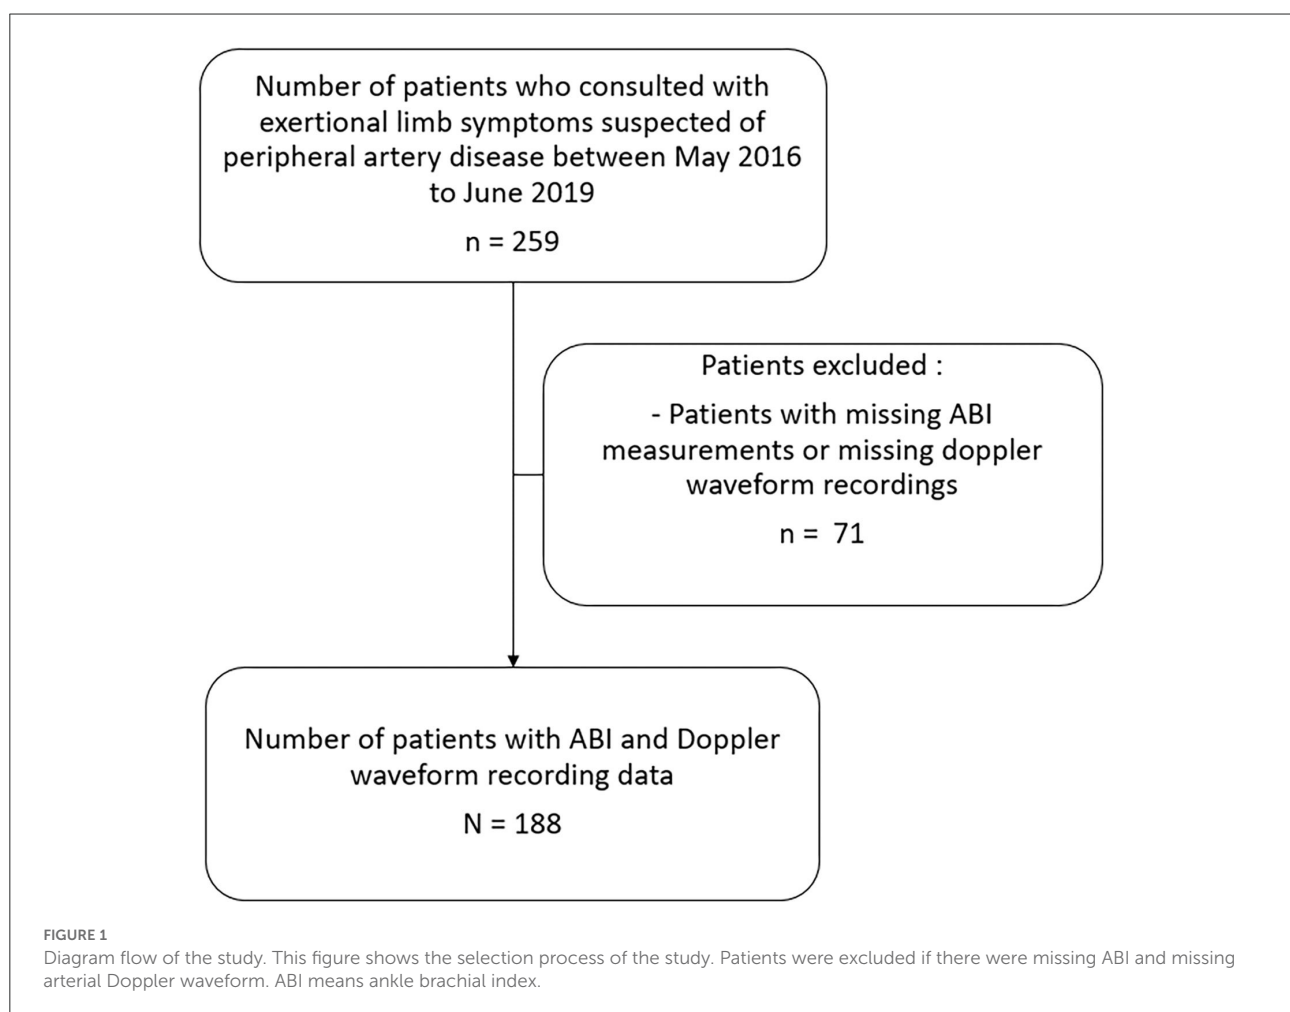 Number of patients who consulted with
exertional limb symptoms suspected of
peripheral artery disease between May 2016
to June 2019
n = 259
Patients excluded :
- Patients with missing ABI
measurements or missing doppler
waveform recordings
n = 71
Number of patients with ABI and Doppler
waveform recording data
N = 188
FIGURE 1
Diagram flow of the study. This figure shows the selection process of the study. Patients were excluded if there were missing ABI and missing
arterial Doppler waveform. ABI means ankle brachial index.